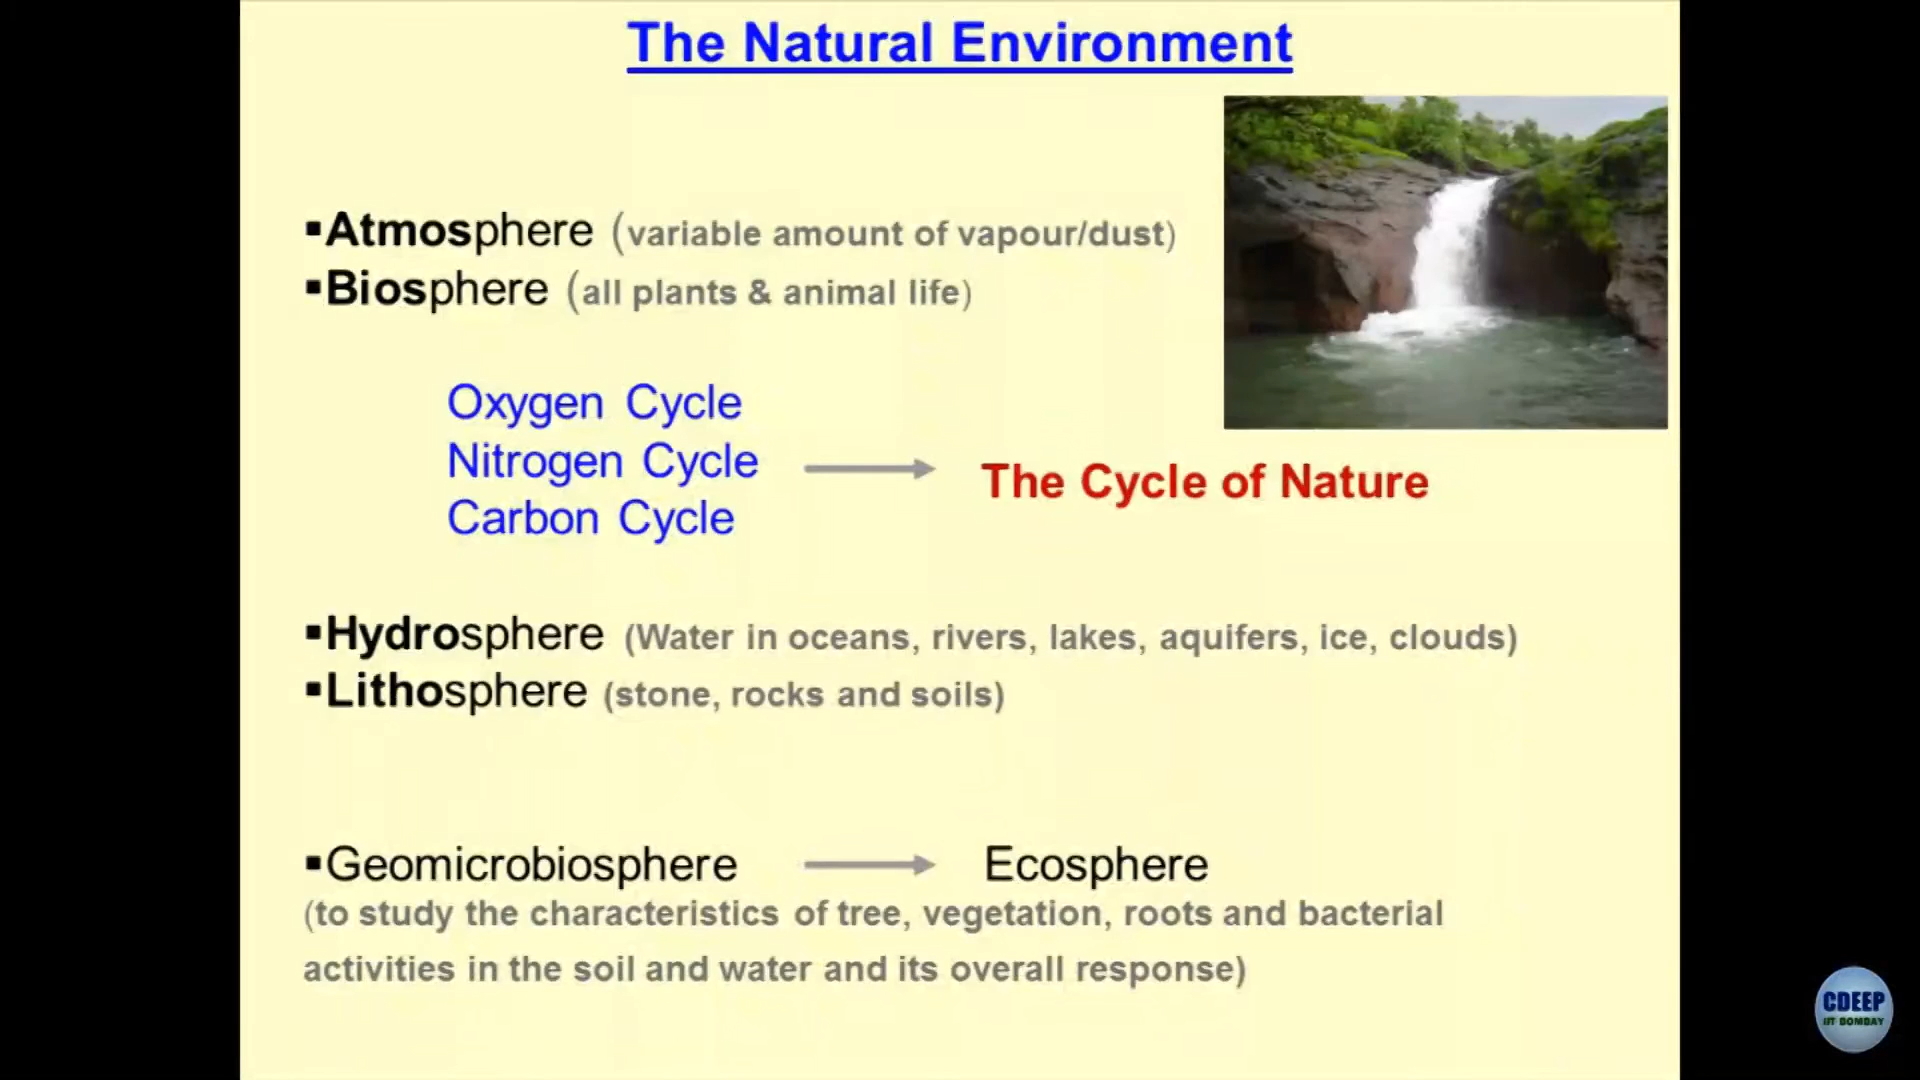 The Natural Environment
▪Atmosphere (variable amount of vapour/dust)
▪Biosphere (all plants & animal life)
Oxygen Cycle
Nitrogen Cycle
Carbon Cycle
The Cycle of Nature
▪Hydrosphere (Water in oceans, rivers, lakes, aquifers, ice, clouds)
▪Lithosphere (stone, rocks and soils)
▪Geomicrobiosphere Ecosphere
(to study the characteristics of tree, vegetation, roots and bacterial
activities in the soil and water and its overall response)
CDEEP
IIT BOMBAY